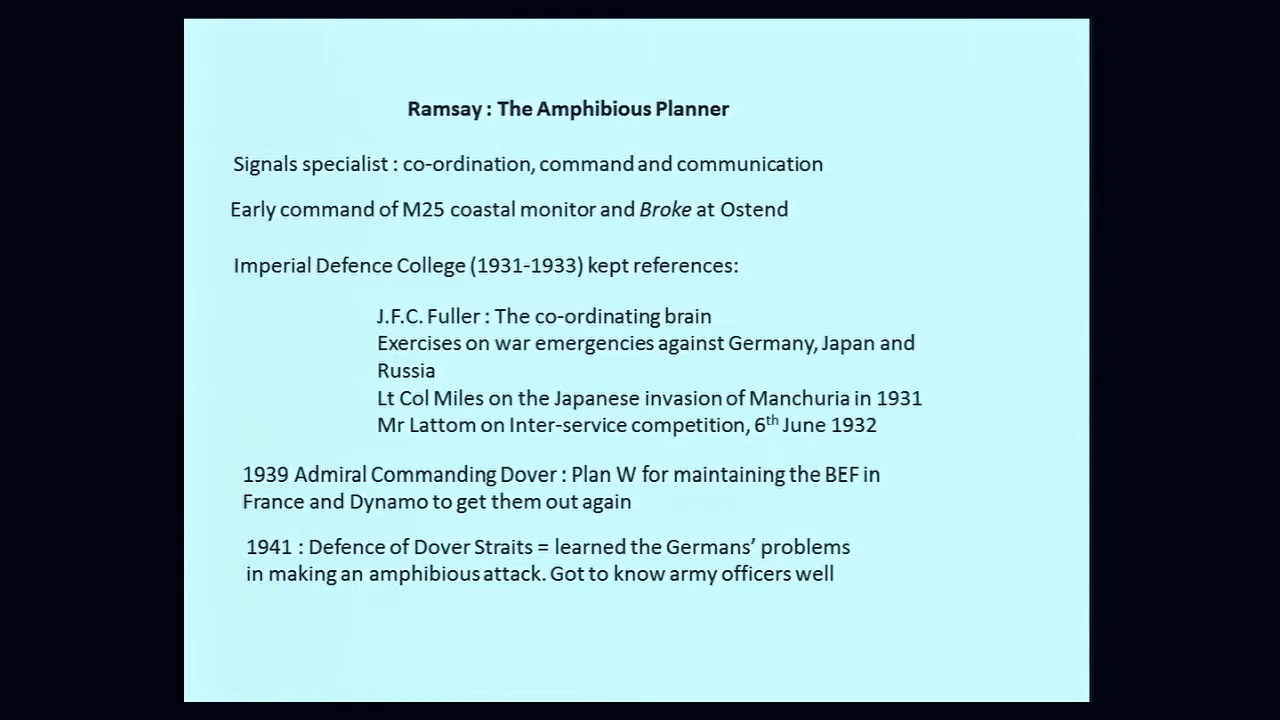 Ramsay : The Amphibious Planner
Signals specialist : co-ordination, command and communication
Early command of M25 coastal monitor and Broke at Ostend
Imperial Defence College (1931-1933) kept references:
J.F.C. Fuller : The co-ordinating brain
Exercises on war emergencies against Germany, Japan and
Russia
Lt Col Miles on the Japanese invasion of Manchuria in 1931
Mr Lattom on Inter-service competition, 6th June 1932
1939 Admiral Commanding Dover : Plan W for maintaining the BEF in
France and Dynamo to get them out again
1941 : Defence of Dover Straits = learned the Germans’ problems
in making an amphibious attack. Got to know army officers well